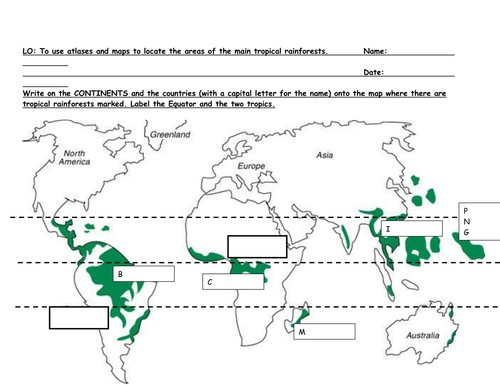 LO: To use atlases and maps to locate the areas of the main tropical rainforests. Name:
Date:
Write on the CONTINENTS and the countries (with a capital letter for the name) onto the map where there are
tropical rainforests marked. Label the Equator and the two tropics.
Greenland
North
America
Europe
Asia
P
N
G
I
B
C
M
Australia